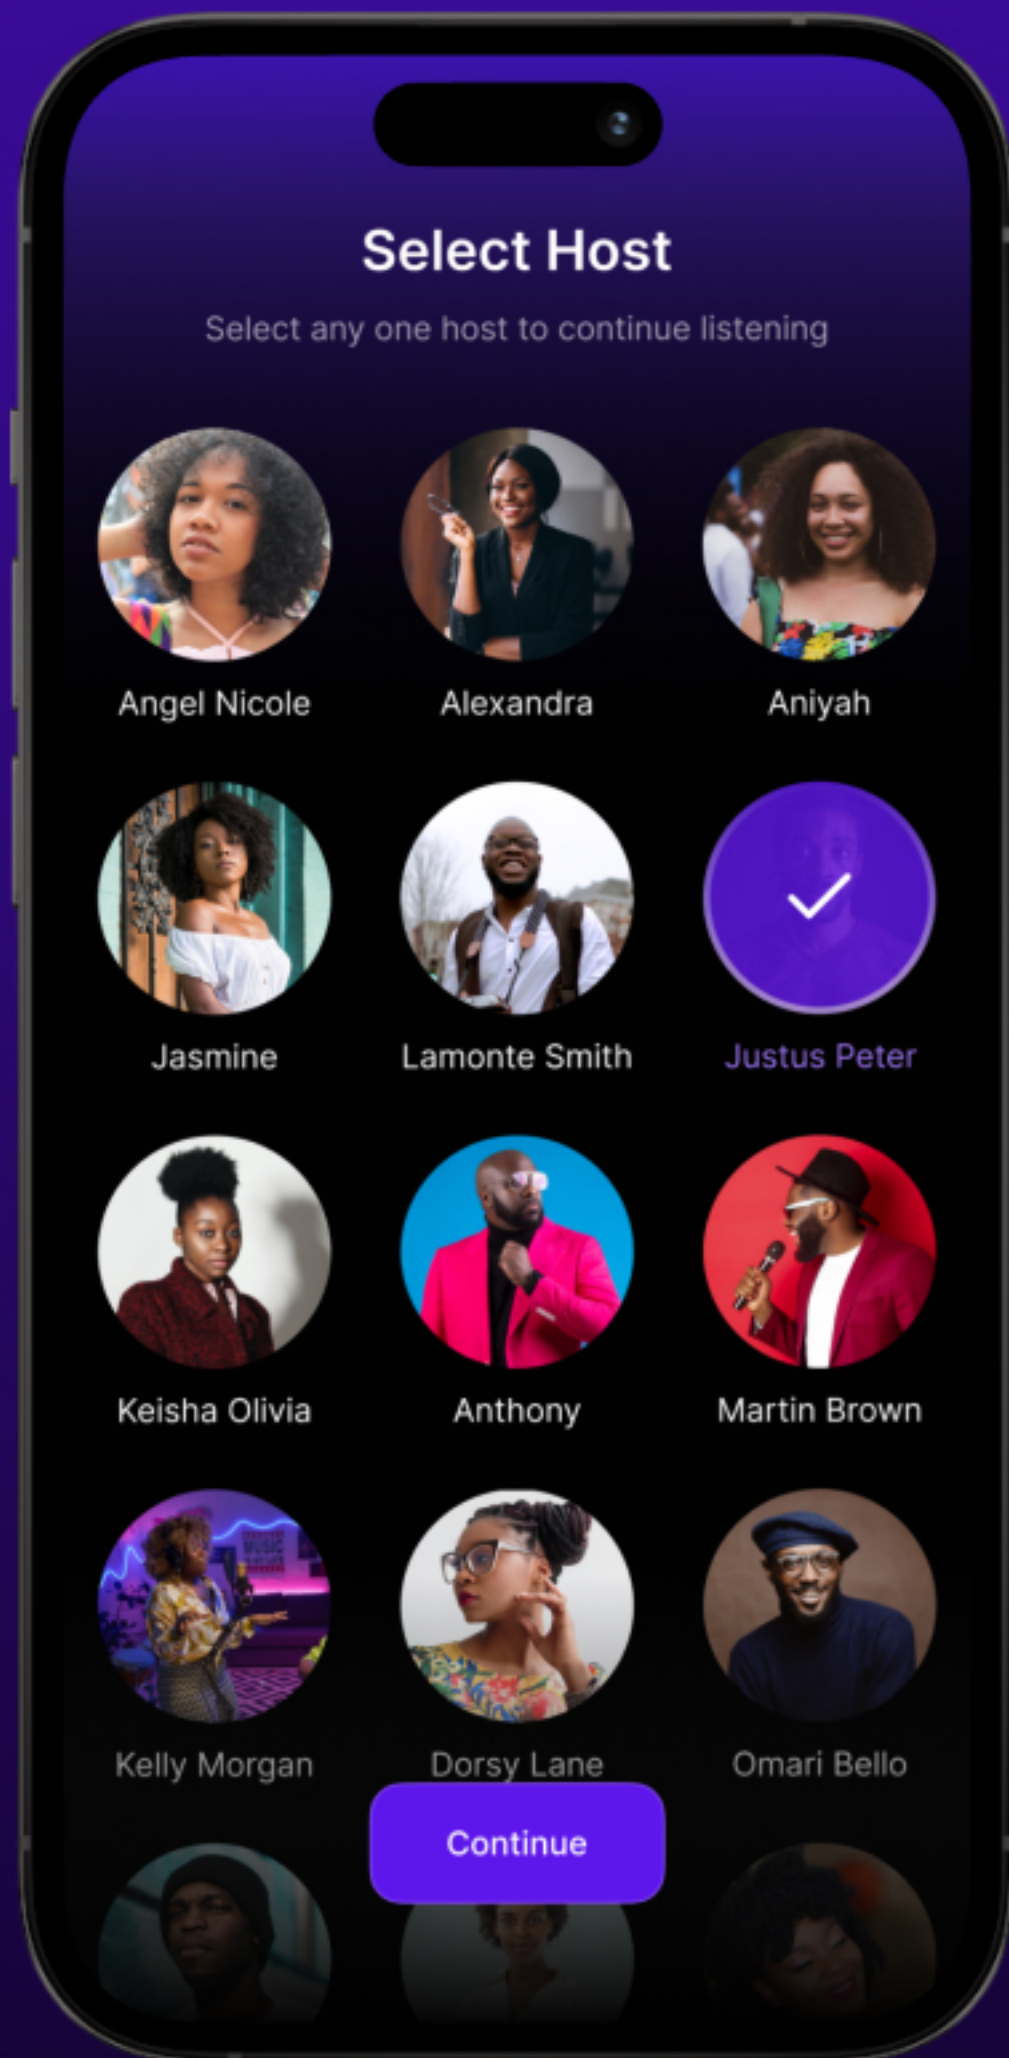 Select Host
Select any one host to continue listening
Angel Nicole
Alexandra
Aniyah
Jasmine
Lamonte Smith
Justus Peter
Keisha Olivia
Anthony
Martin Brown
MUSIC
Kelly Morgan
Dorsy Lane
Omari Bello
Continue